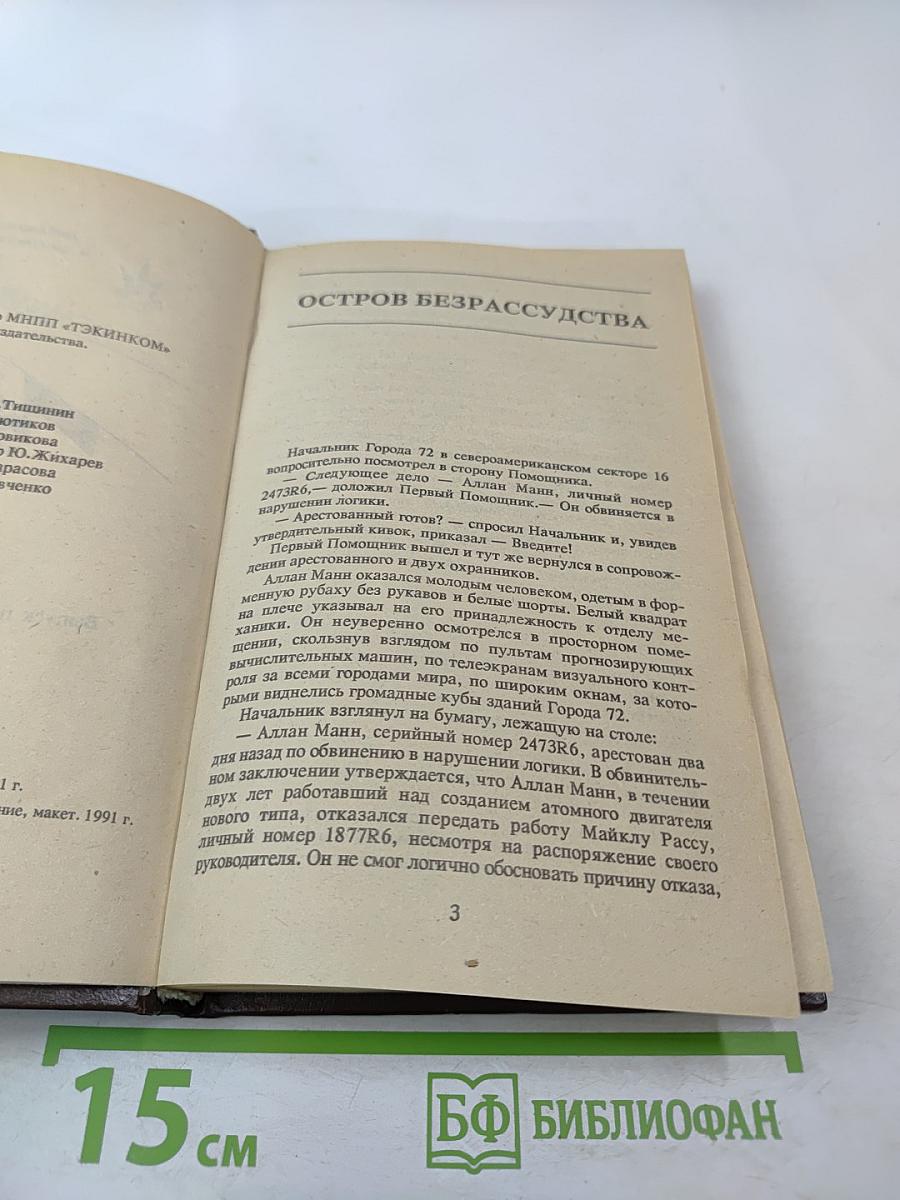 МНПП «ТЭКИНКОМ»
здательства.
.Тишинин
ютиков
овикова
р Ю.Жихарев
арасова
вченко
1 г.
ние, макет. 1991 г.
ОСТРОВ БЕЗРАССУДСТВА
Начальник Города 72 в североамериканском секторе 16
вопросительно посмотрел в сторону Помощника.
— Следующее дело — Аллан Манн, личный номер
2473R6,— доложил Первый Помощник.— Он обвиняется в
нарушении логики.
— Арестованный готов? — спросил Начальник и, увидев
утвердительный кивок, приказал — Введите!
Первый Помощник вышел и тут же вернулся в сопровож-
дении арестованного и двух охранников.
Аллан Манн оказался молодым человеком, одетым в фор-
менную рубаху без рукавов и белые шорты. Белый квадрат
на плече указывал на его принадлежность к отделу ме-
ханики. Он неуверенно осмотрелся в просторном поме-
щении, скользнув взглядом по пультам прогнозирующих
вычислительных машин, по телеэкранам визуального конт-
роля за всеми городами мира, по широким окнам, за кото-
рыми виднелись громадные кубы зданий Города 72.
Начальник взглянул на бумагу, лежащую на столе:
— Аллан Манн, серийный номер 2473R6, арестован два
дня назад по обвинению в нарушении логики. В обвинитель-
ном заключении утверждается, что Аллан Манн, в течении
двух лет работавший над созданием атомного двигателя
нового типа, отказался передать работу Майклу Рассу,
личный номер 1877R6, несмотря на распоряжение своего
руководителя. Он не смог логично обосновать причину отказа,
3
15 см
БФ БИБЛИОФАН